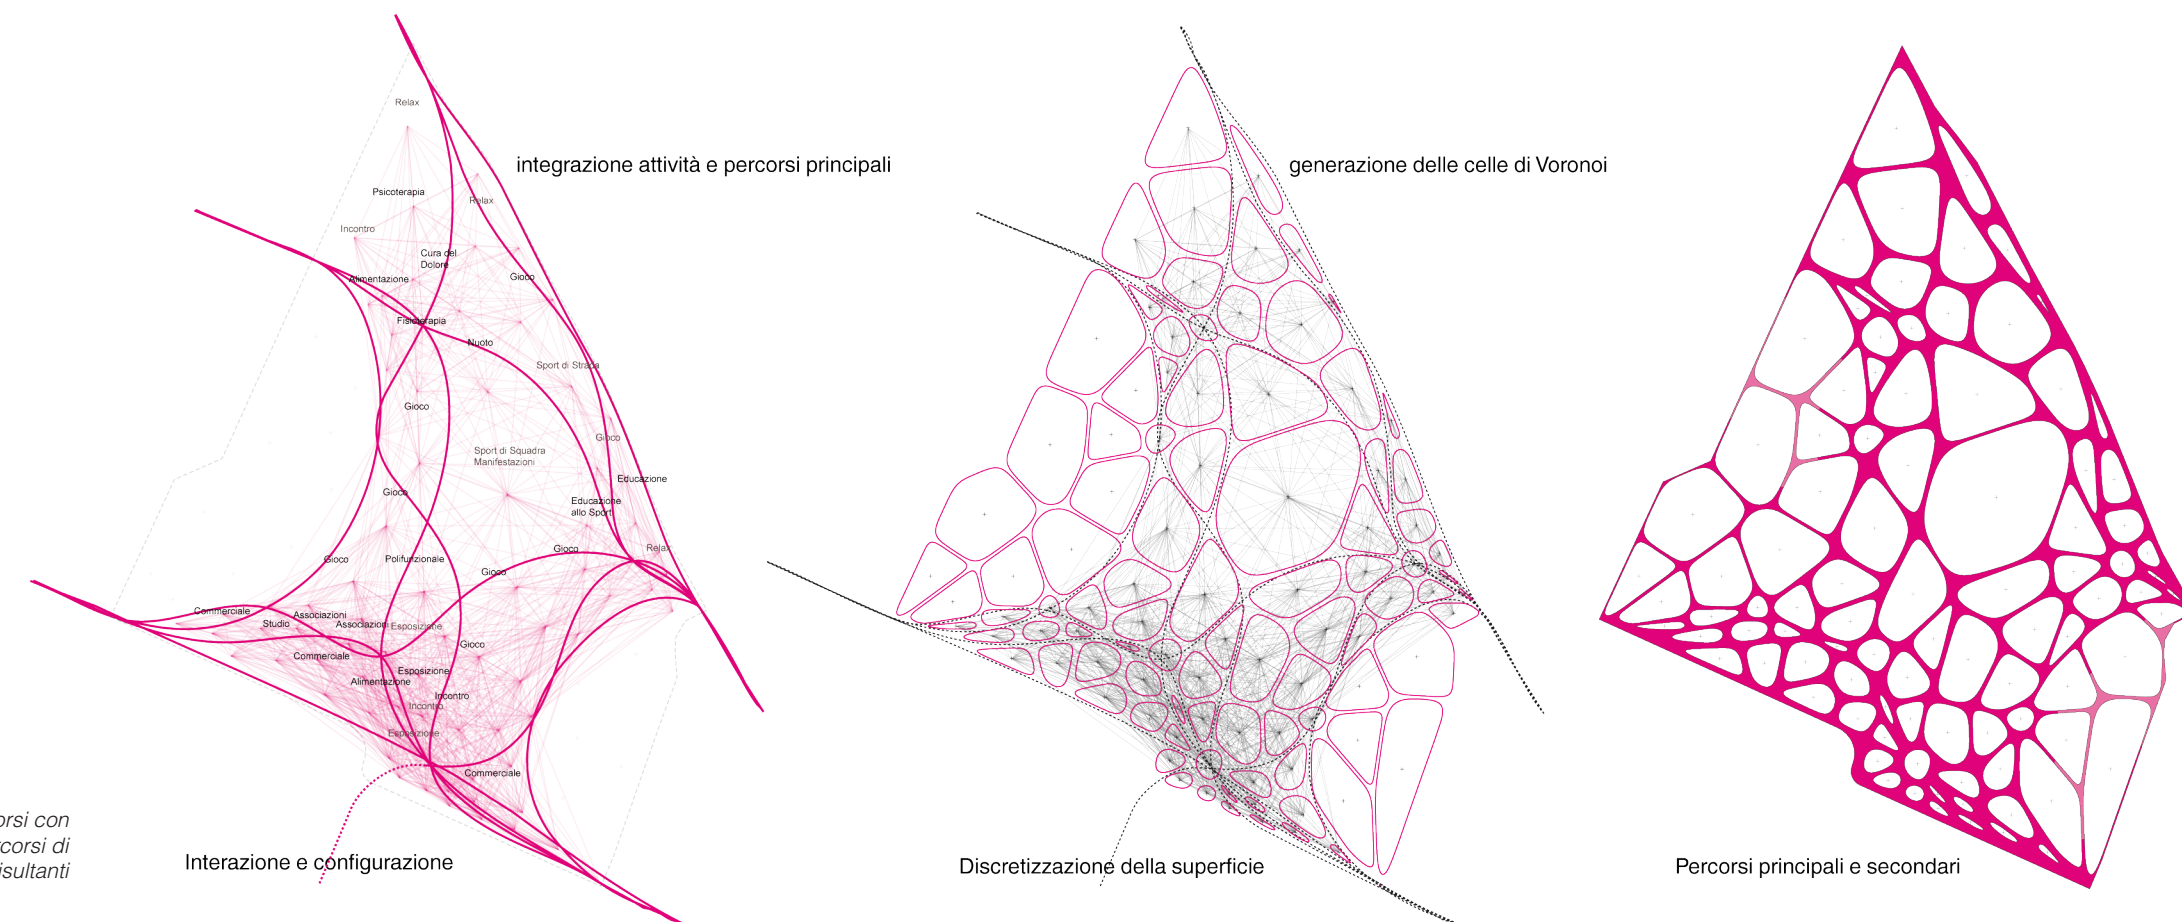 Relax
integrazione attività e percorsi principali
generazione delle celle di Voronoi
Psicoterapia
Relax
Incontro
Cura del
Dolore
Alimentazione
Gioco
Fisioterapia
Nuoto
Sport di Strada
Gioco
Gioco
Sport di Squadra
Manifestazioni
Educazione
Gioco
Educazione
allo Sport
Gioco
Relax
Gioco
Polifunzionale
Gioco
Commerciale
Associazioni
Studio
Associazioni
Esposizione
Gioco
Commerciale
Esposizione
Alimentazione
Incontro
Incontro
Esposizione
Commerciale
orsi con
corsi di
isultanti
Interazione e configurazione
Discretizzazione della superficie
Percorsi principali e secondari